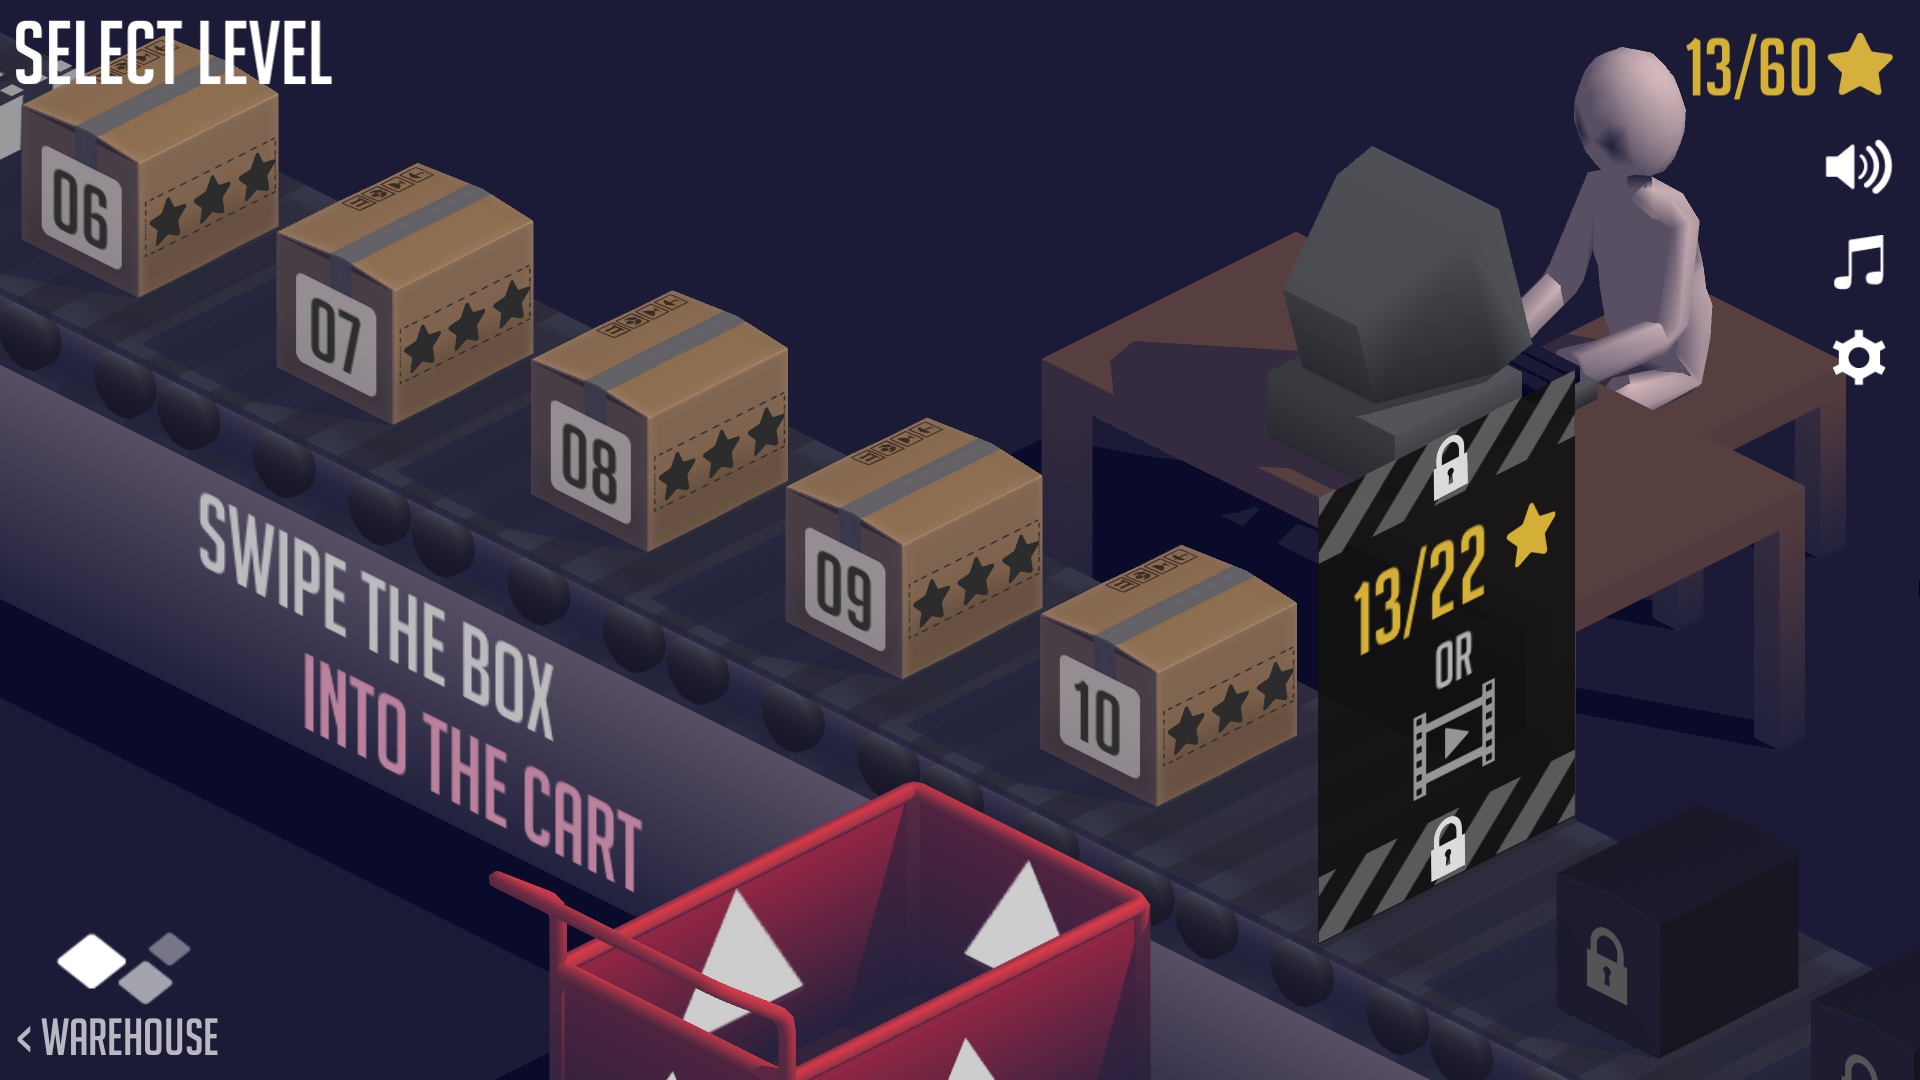 SELECT LEVEL
13/60
06
07
08
09
10
13/22
OR
SWIPE THE BOX
INTO THE CART
< WAREHOUSE